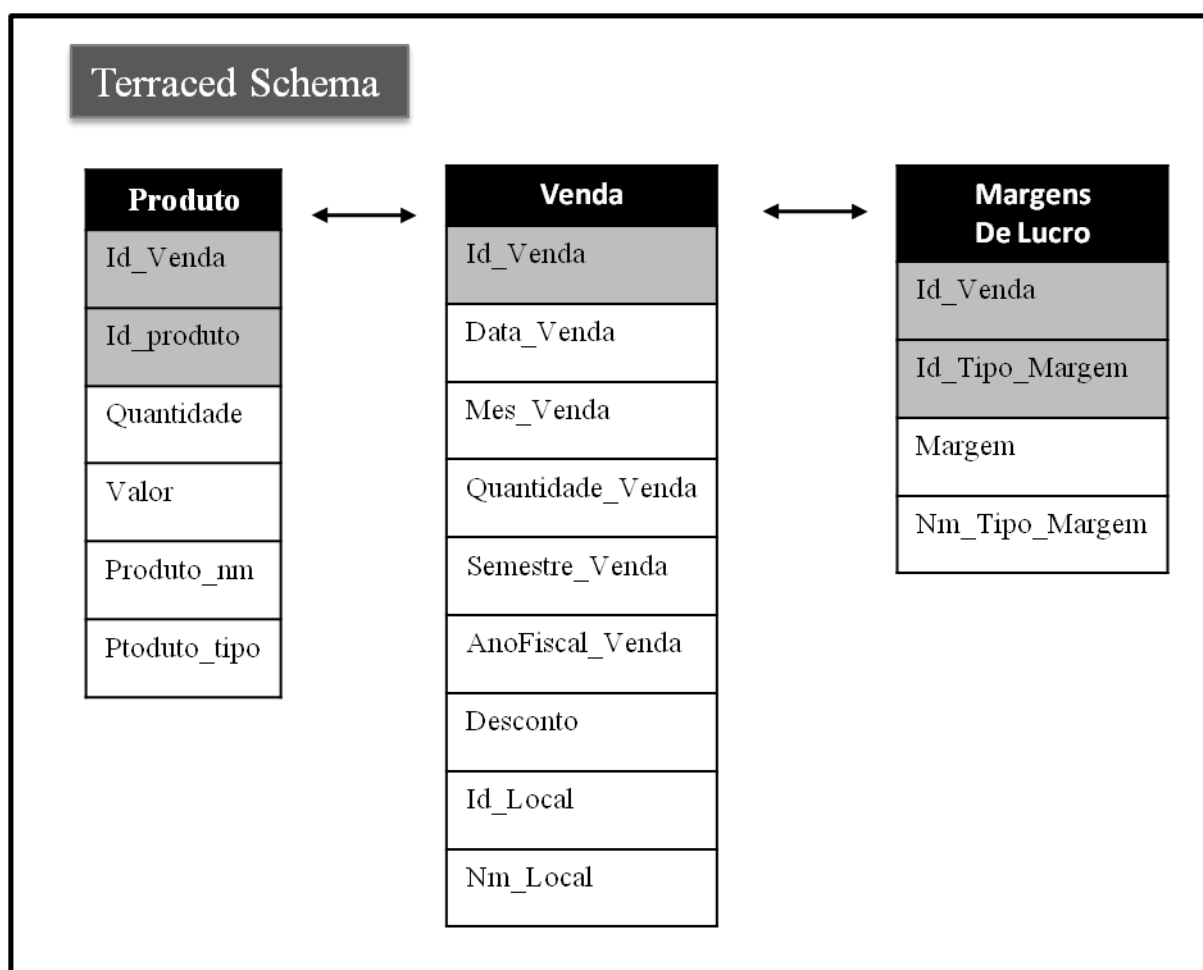 Terraced Schema
Produto
Id_Venda
Id_produto
Quantidade
Valor
Produto_nm
Ptoduto_tipo
Venda
Id_Venda
Data_Venda
Mes_Venda
Quantidade_Venda
Semestre_Venda
AnoFiscal_Venda
Desconto
Id_Local
Nm_Local
Margens
De Lucro
Id_Venda
Id_Tipo_Margem
Margem
Nm_Tipo_Margem